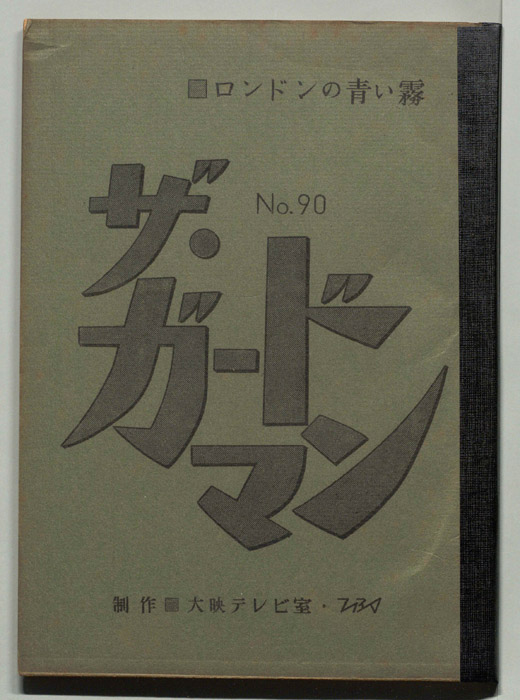 ■ロンドンの青い霧
No.90
ザ・
ガード
マン
制作■大映テレビ室・TBS